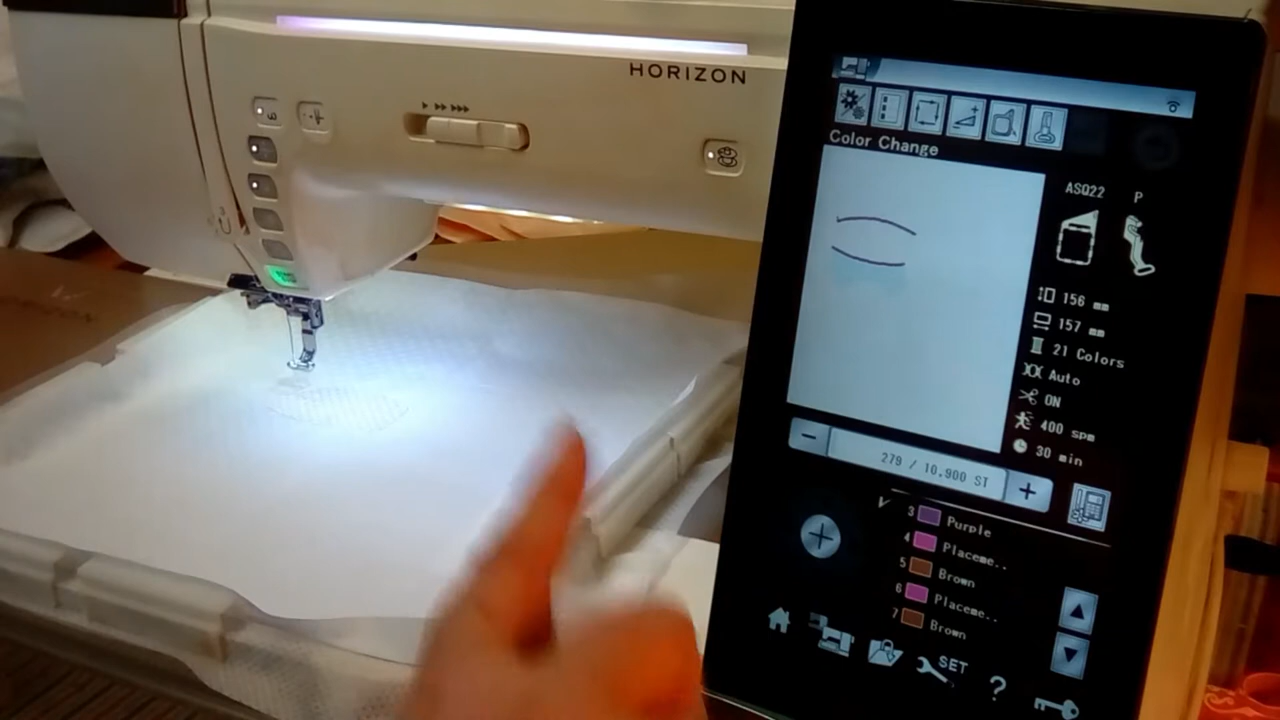 HORIZON
Color Change
ASQ22 P
156 mm
157 mm
21 Colors
Auto
ON
400 spm
30 min
279 / 10.900 ST
3 Purple
4 Placeme..
5 Brown
6 Placeme..
7 Brown
SET
?